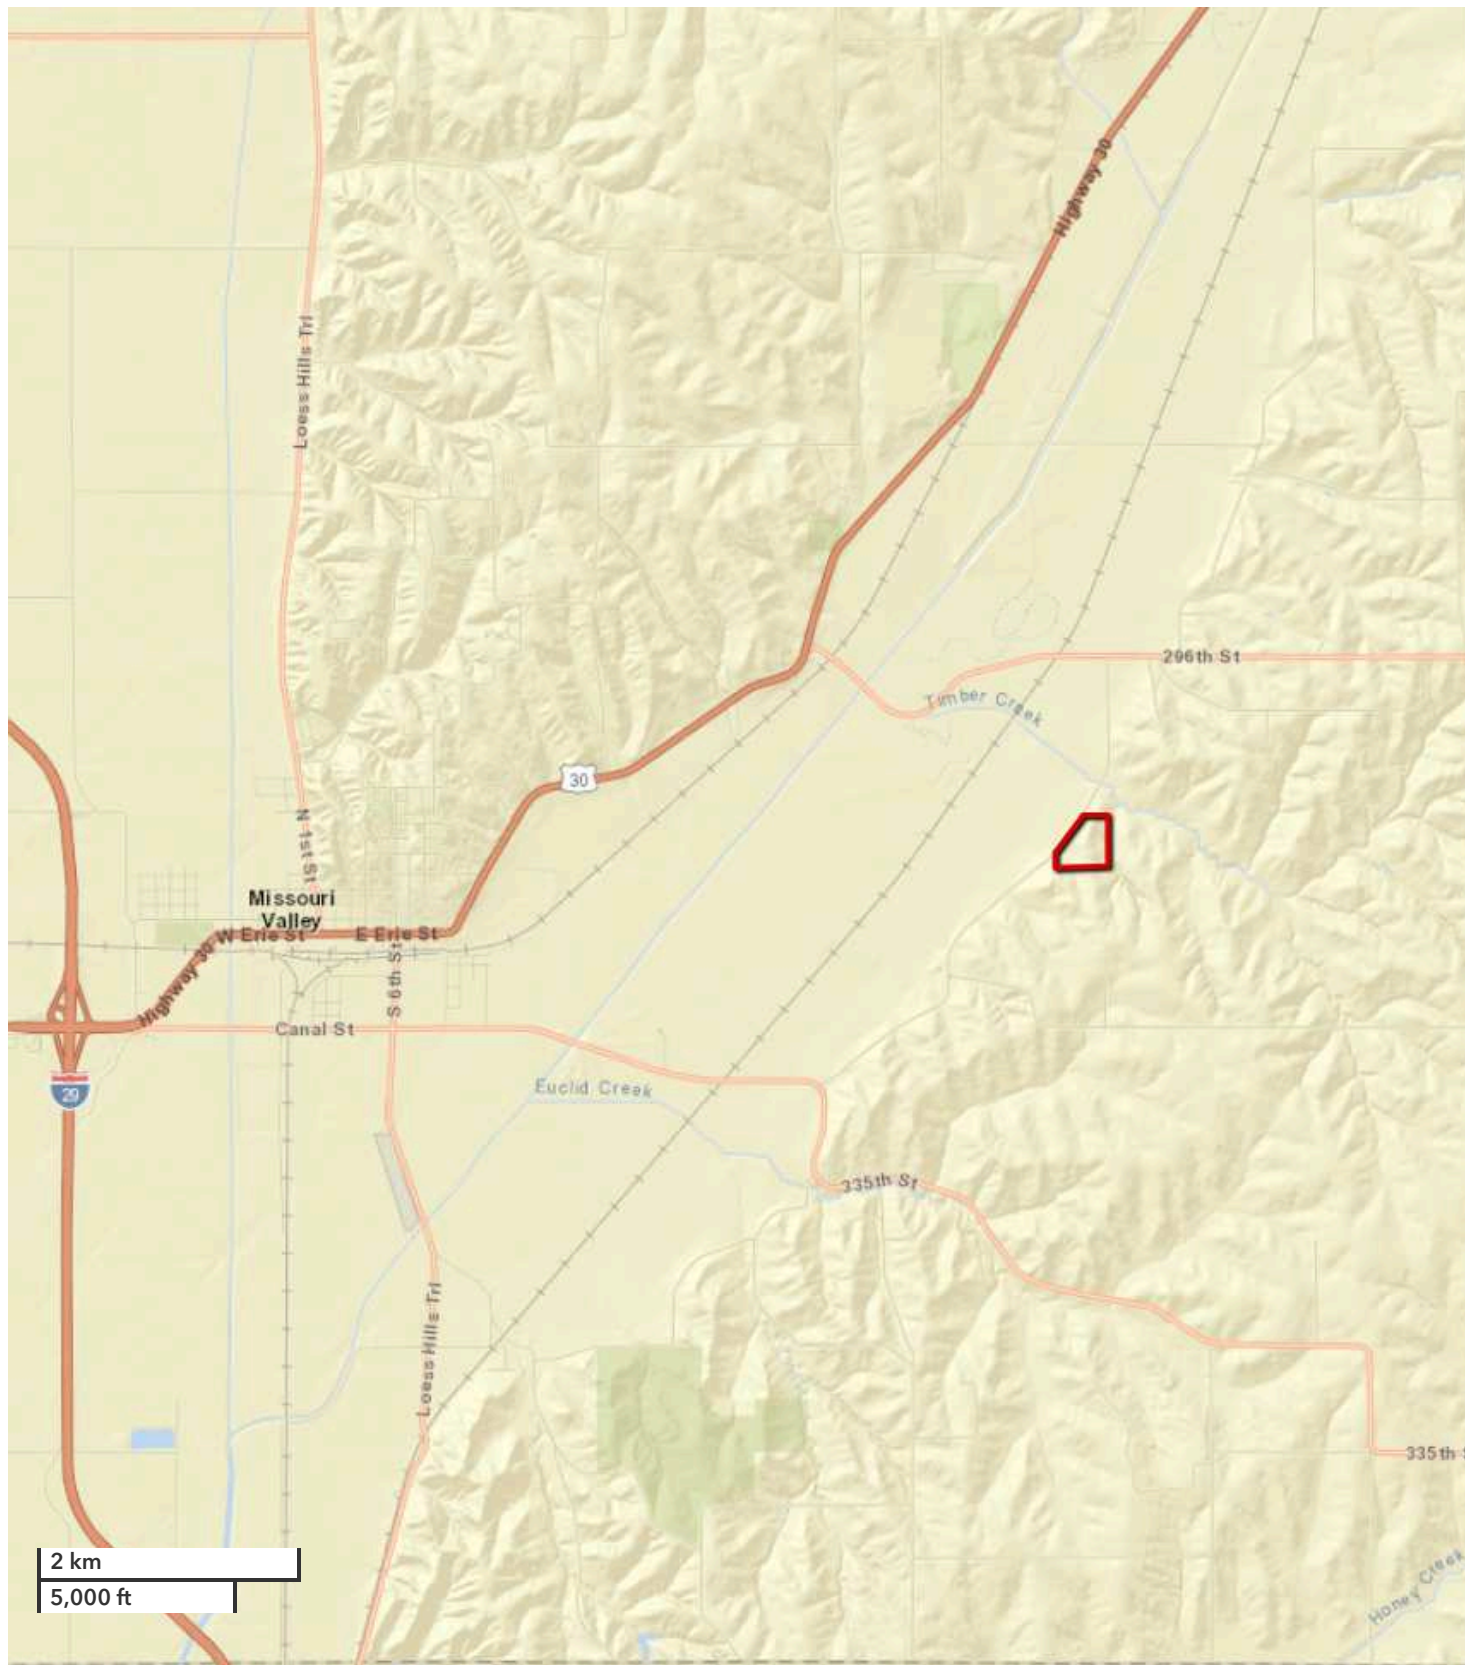 Highway 30
Loess Hills Trl
296th St
Timber Creek
30
N 1st St
Missouri
Valley
W Erie St
E Erie St
Highway 30
S 6th St
Canal St
29
Euclid Creek
335th St
Loess Hills Trl
335th
2 km
5,000 ft
Honey Creek